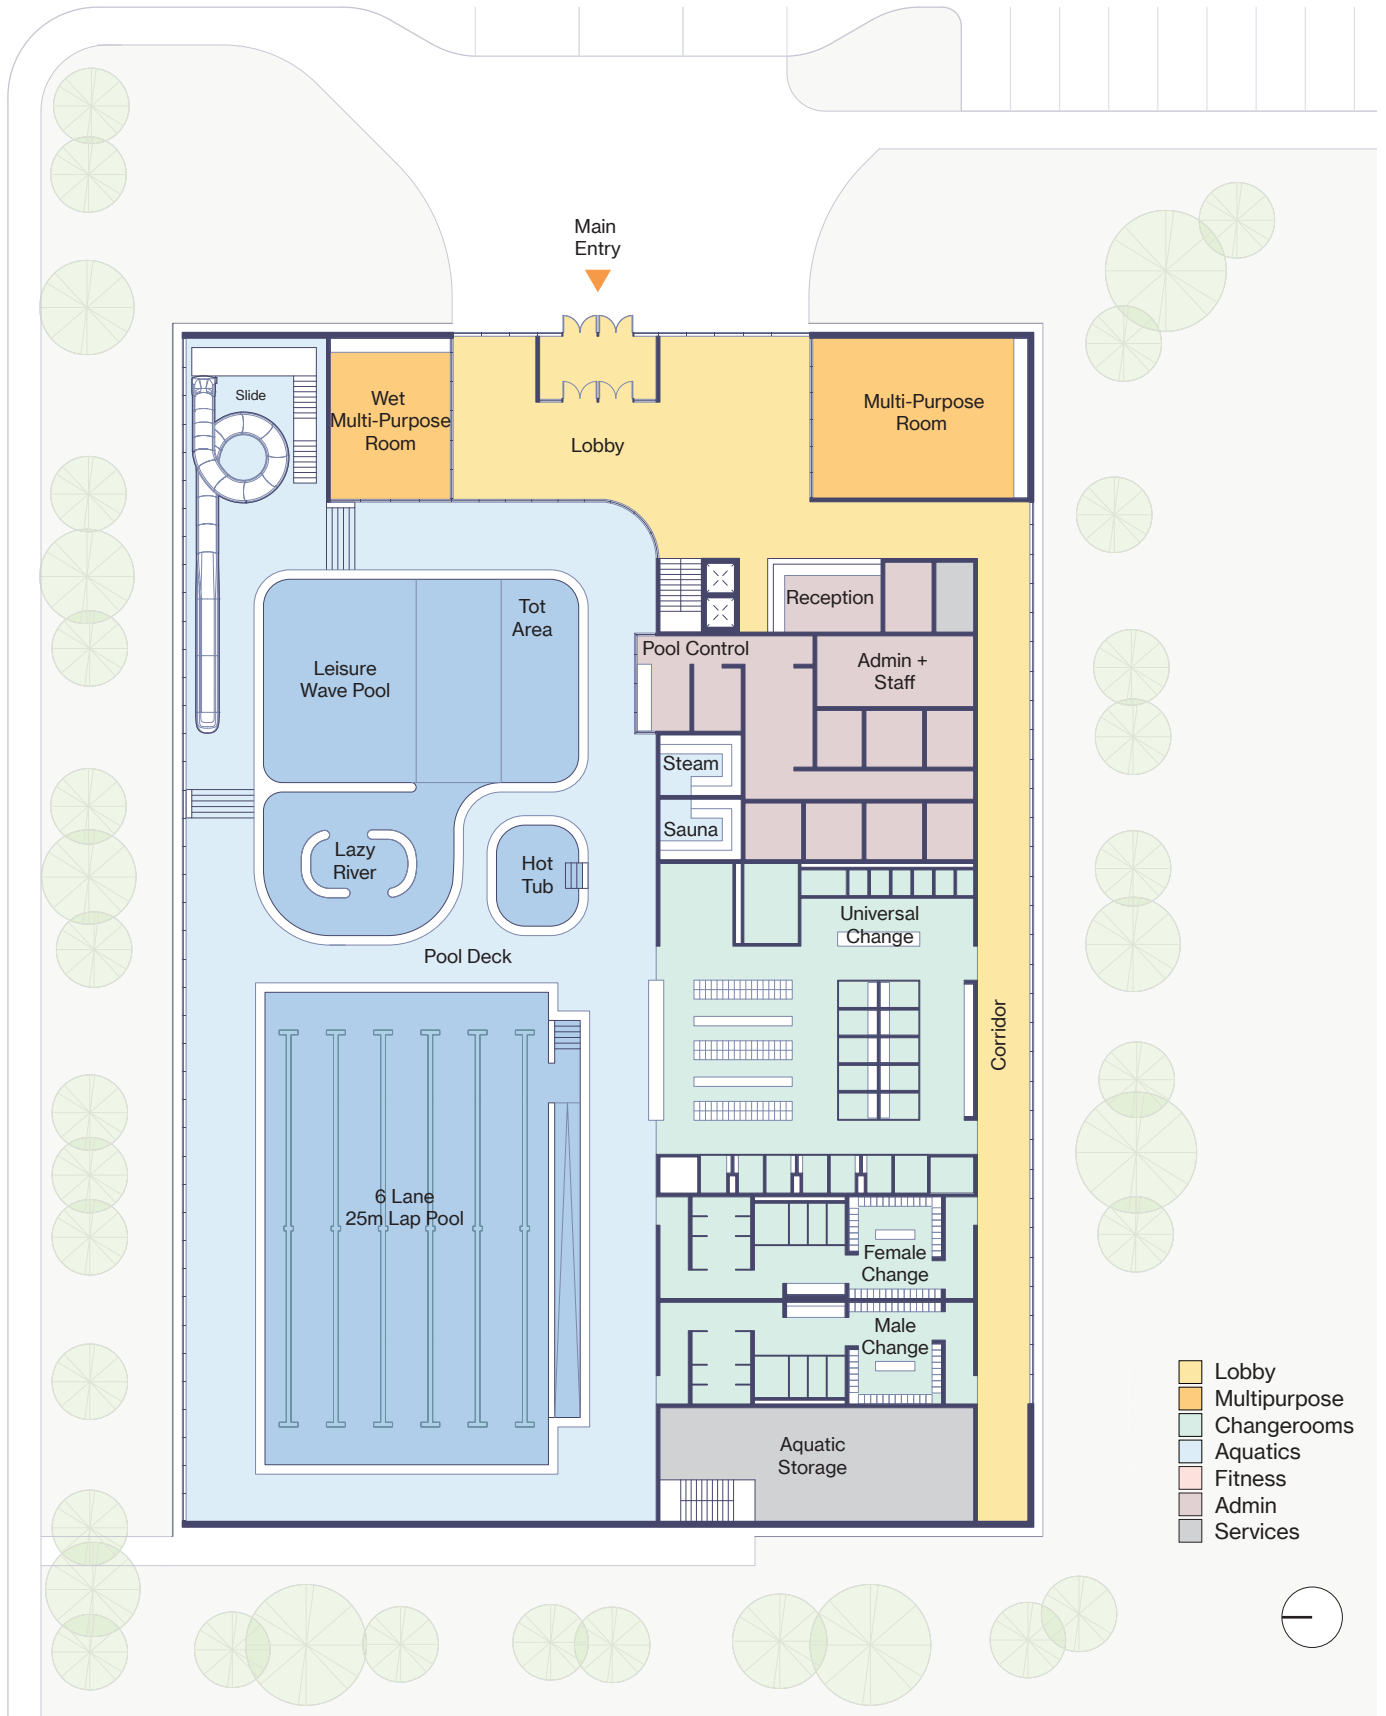 Main
Entry
Slide
Wet
Multi-Purpose
Room
Lobby
Multi-Purpose
Room
Tot
Area
Reception
Leisure
Wave Pool
Pool Control
Admin +
Staff
Steam
Sauna
Lazy
River
Hot
Tub
Universal
Change
Pool Deck
Corridor
6 Lane
25m Lap Pool
Female
Change
Male
Change
Aquatic
Storage
Lobby
Multipurpose
Changerooms
Aquatics
Fitness
Admin
Services